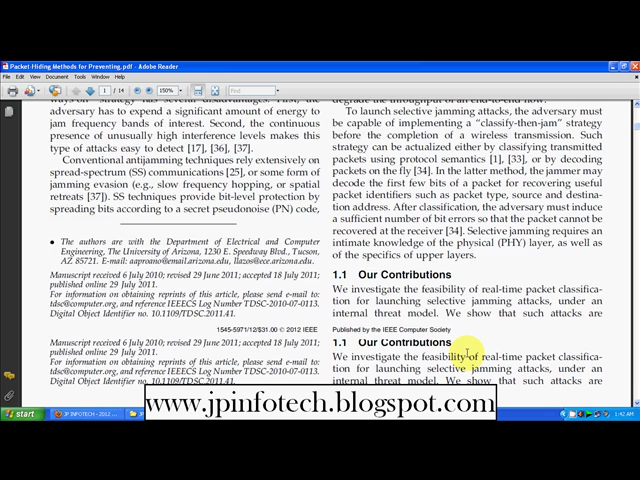 Packet-Hiding Methods for Preventing.pdf - Adobe Reader
File Edit View Document Tools Window Help
1 / 14
150%
Find
ways-on" strategy has several disadvantages. First, the
adversary has to expend a significant amount of energy to
jam frequency bands of interest. Second, the continuous
presence of unusually high interference levels makes this
type of attacks easy to detect [17], [36], [37].
Conventional antijamming techniques rely extensively on
spread-spectrum (SS) communications [25], or some form of
jamming evasion (e.g., slow frequency hopping, or spatial
retreats [37]). SS techniques provide bit-level protection by
spreading bits according to a secret pseudonoise (PN) code,
• The authors are with the Department of Electrical and Computer
Engineering, The University of Arizona, 1230 E. Speedway Blvd., Tucson,
AZ 85721. E-mail: aaproano@email.arizona.edu, llazos@ece.arizona.edu.
Manuscript received 6 July 2010; revised 29 June 2011; accepted 18 July 2011;
published online 29 July 2011.
For information on obtaining reprints of this article, please send e-mail to:
tdsc@computer.org, and reference IEEECS Log Number TDSC-2010-07-0113.
Digital Object Identifier no. 10.1109/TDSC.2011.41.
1545-5971/12/$31.00 © 2012 IEEE
Manuscript received 6 July 2010; revised 29 June 2011; accepted 18 July 2011;
published online 29 July 2011.
For information on obtaining reprints of this article, please send e-mail to:
tdsc@computer.org, and reference IEEECS Log Number TDSC-2010-07-0113.
Digital Object Identifier no. 10.1109/TDSC.2011.41.
degrade the throughput of an end-to-end flow.
To launch selective jamming attacks, the adversary must
be capable of implementing a "classify-then-jam" strategy
before the completion of a wireless transmission. Such
strategy can be actualized either by classifying transmitted
packets using protocol semantics [1], [33], or by decoding
packets on the fly [34]. In the latter method, the jammer may
decode the first few bits of a packet for recovering useful
packet identifiers such as packet type, source and destina-
tion address. After classification, the adversary must induce
a sufficient number of bit errors so that the packet cannot be
recovered at the receiver [34]. Selective jamming requires an
intimate knowledge of the physical (PHY) layer, as well as
of the specifics of upper layers.
1.1 Our Contributions
We investigate the feasibility of real-time packet classifica-
tion for launching selective jamming attacks, under an
internal threat model. We show that such attacks are
Published by the IEEE Computer Society
1.1 Our Contributions
We investigate the feasibility of real-time packet classifica-
tion for launching selective jamming attacks, under an
internal threat model. We show that such attacks are
www.jpinfotech.blogspot.com
start
JP INFOTECH - 2012
1:42 AM